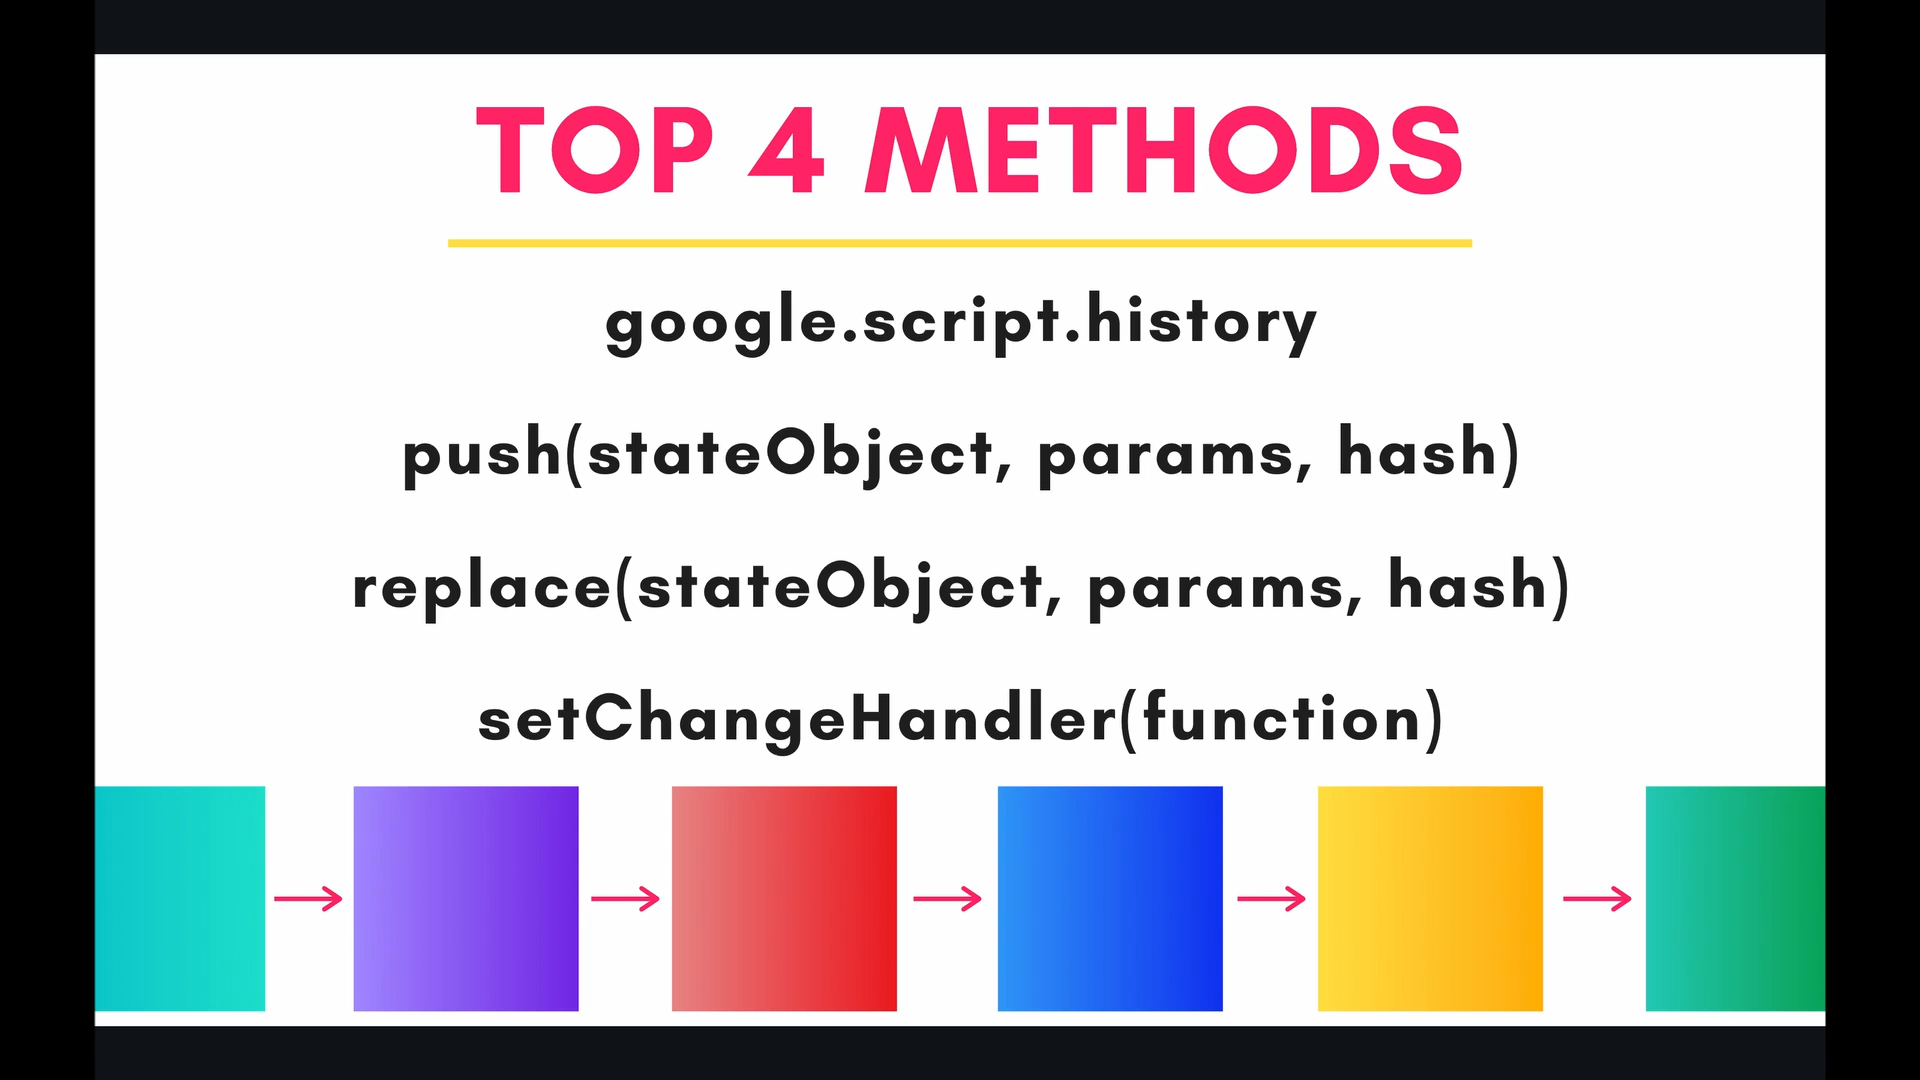 TOP 4 METHODS
google.script.history
push(stateObject, params, hash)
replace(stateObject, params, hash)
setChangeHandler(function)